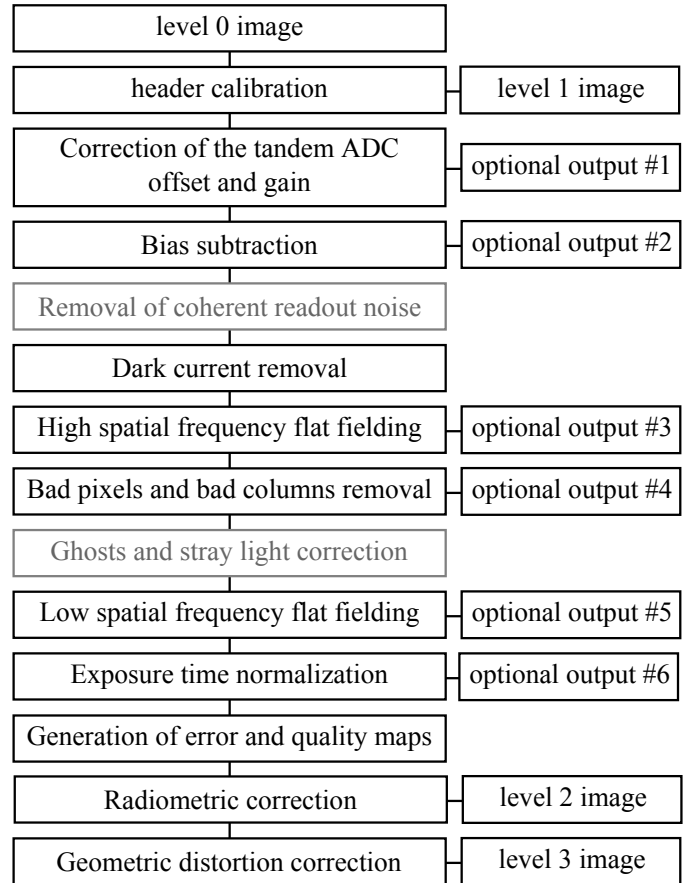 level 0 image
header calibration
level 1 image
Correction of the tandem ADC
offset and gain
optional output #1
Bias subtraction
optional output #2
Removal of coherent readout noise
Dark current removal
High spatial frequency flat fielding
optional output #3
Bad pixels and bad columns removal
optional output #4
Ghosts and stray light correction
Low spatial frequency flat fielding
optional output #5
Exposure time normalization
optional output #6
Generation of error and quality maps
Radiometric correction
level 2 image
Geometric distortion correction
level 3 image